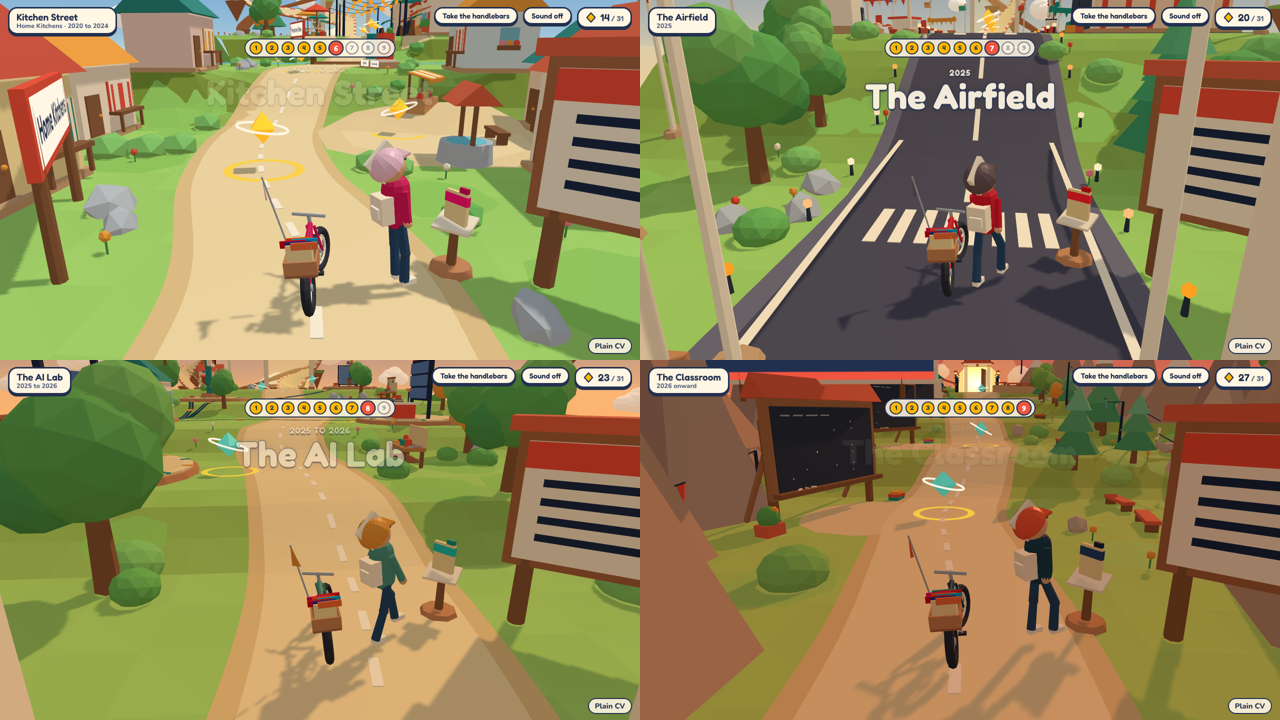 Kitchen Street
Home Kitchens · 2020 to 2024
Take the handlebars
Sound off
14 / 31
1 2 3 4 5 6 7 8 9
Kitchen Street
Home Kitchens
Plain CV
The Airfield
2025
Take the handlebars
Sound off
20 / 31
1 2 3 4 5 6 7 8 9
2025
The Airfield
Plain CV
The AI Lab
2025 to 2026
Take the handlebars
Sound off
23 / 31
1 2 3 4 5 6 7 8 9
2025 TO 2026
The AI Lab
Plain CV
The Classroom
2026 onward
Take the handlebars
Sound off
27 / 31
1 2 3 4 5 6 7 8 9
The Classroom
Plain CV